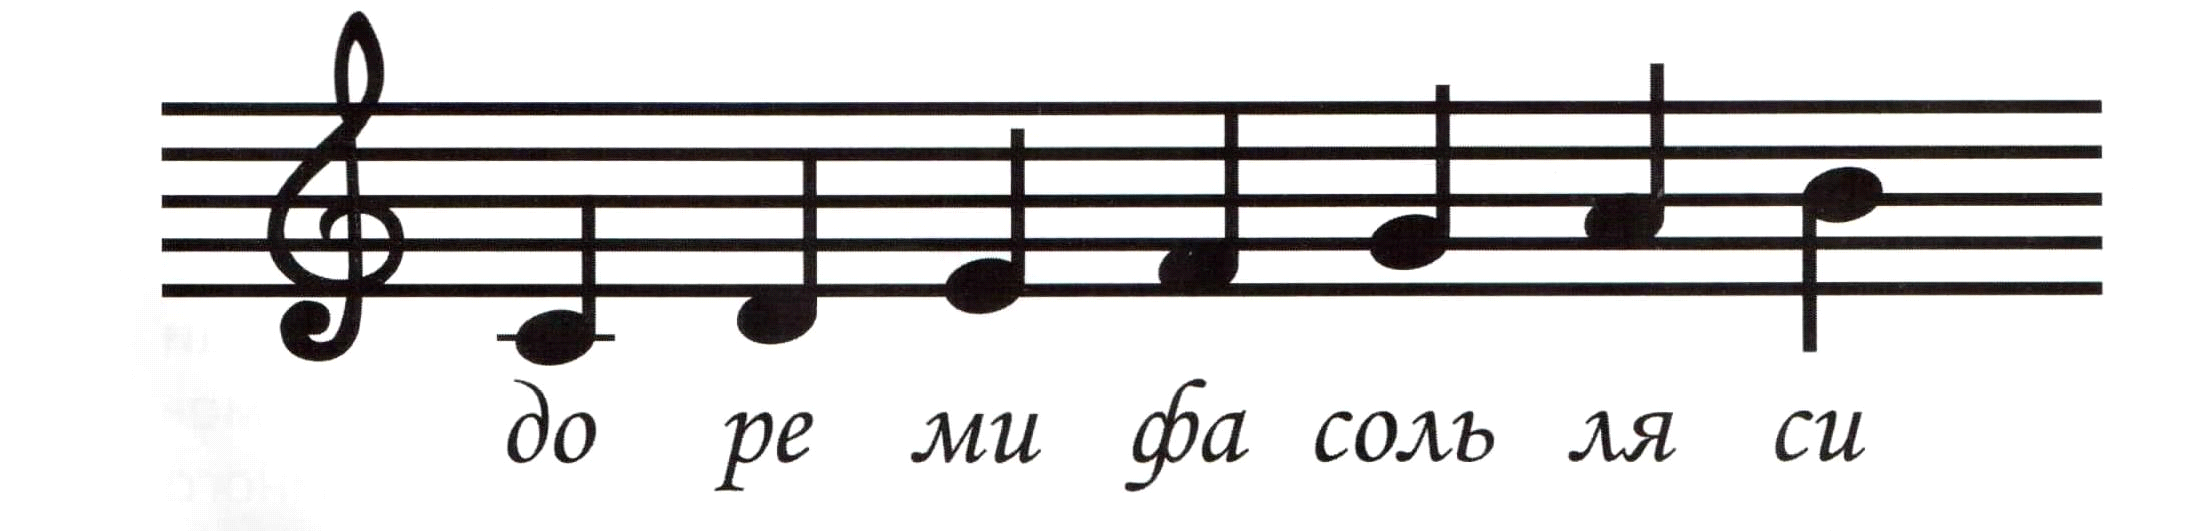 до ре ми фа соль ля си